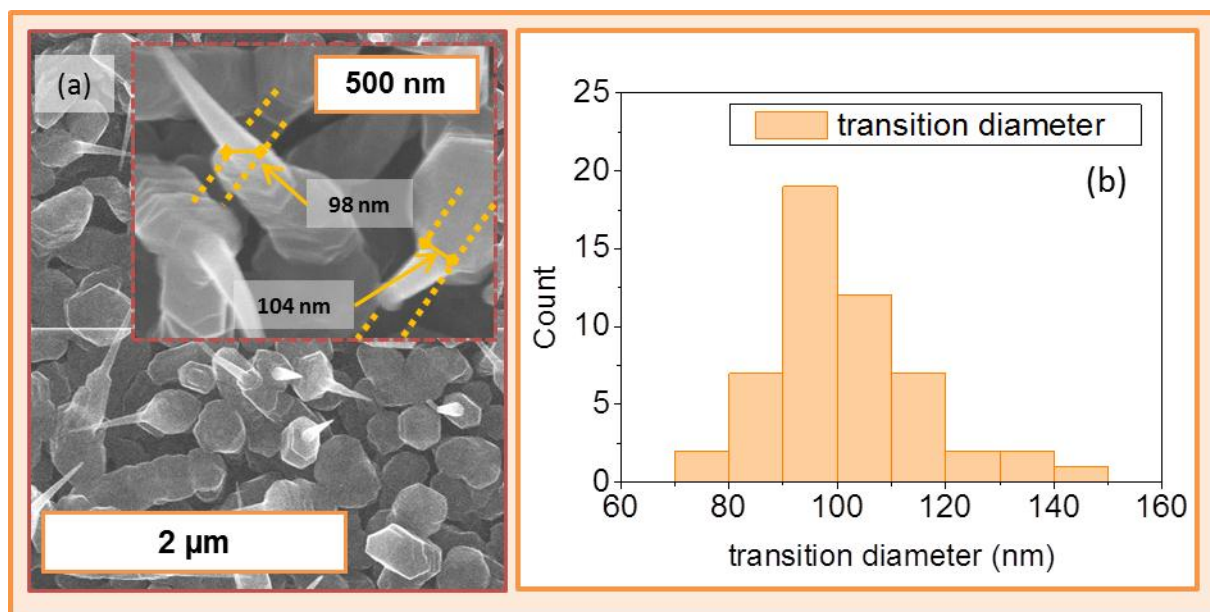 (a)
500 nm
98 nm
104 nm
2 µm
25
20
15
10
5
0
Count
transition diameter
(b)
60 80 100 120 140 160
transition diameter (nm)